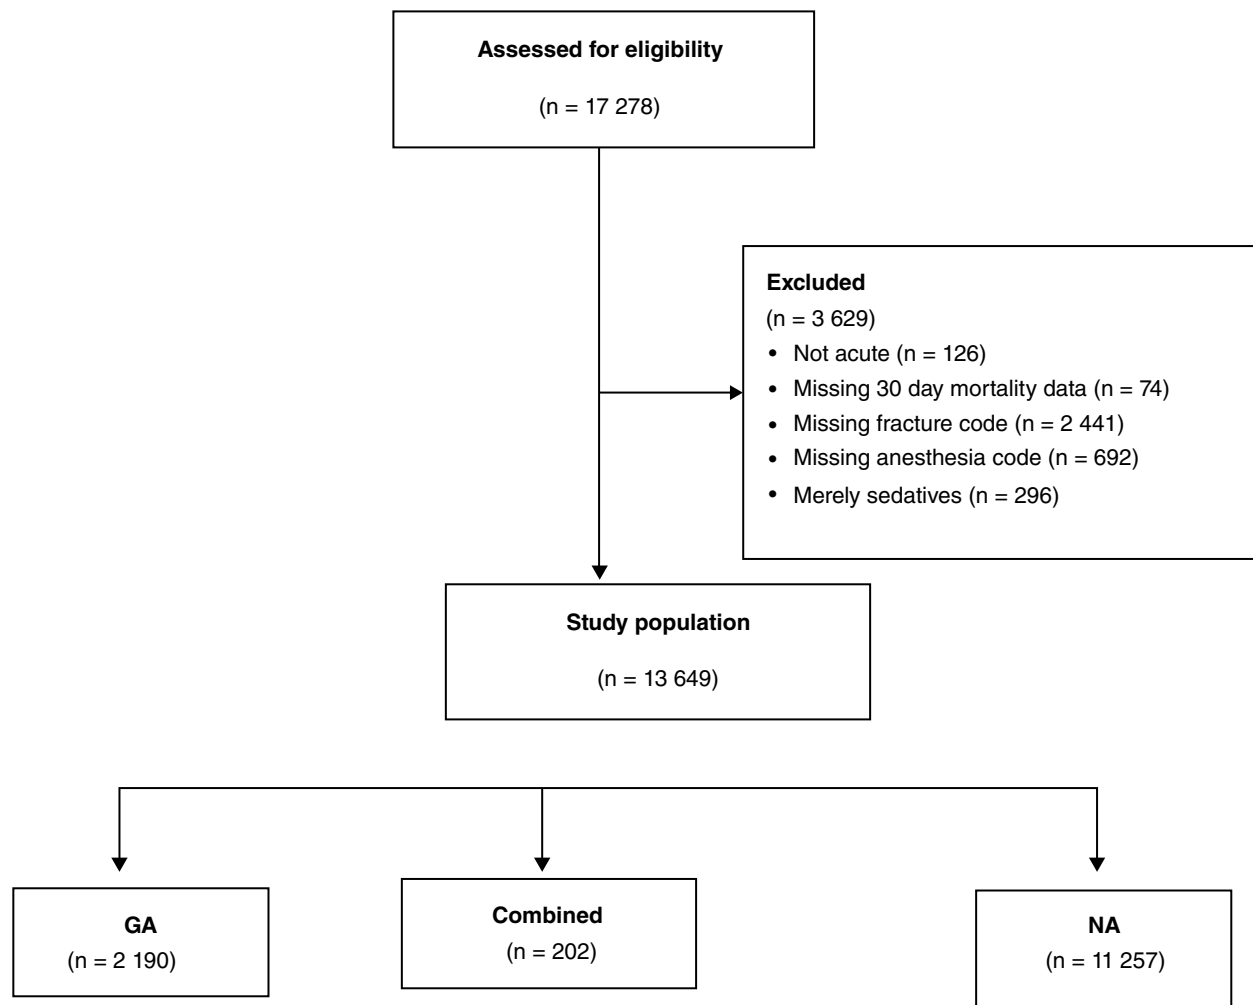 Assessed for eligibility
(n = 17 278)
Excluded
(n = 3 629)
• Not acute (n = 126)
• Missing 30 day mortality data (n = 74)
• Missing fracture code (n = 2 441)
• Missing anesthesia code (n = 692)
• Merely sedatives (n = 296)
Study population
(n = 13 649)
GA
(n = 2 190)
Combined
(n = 202)
NA
(n = 11 257)